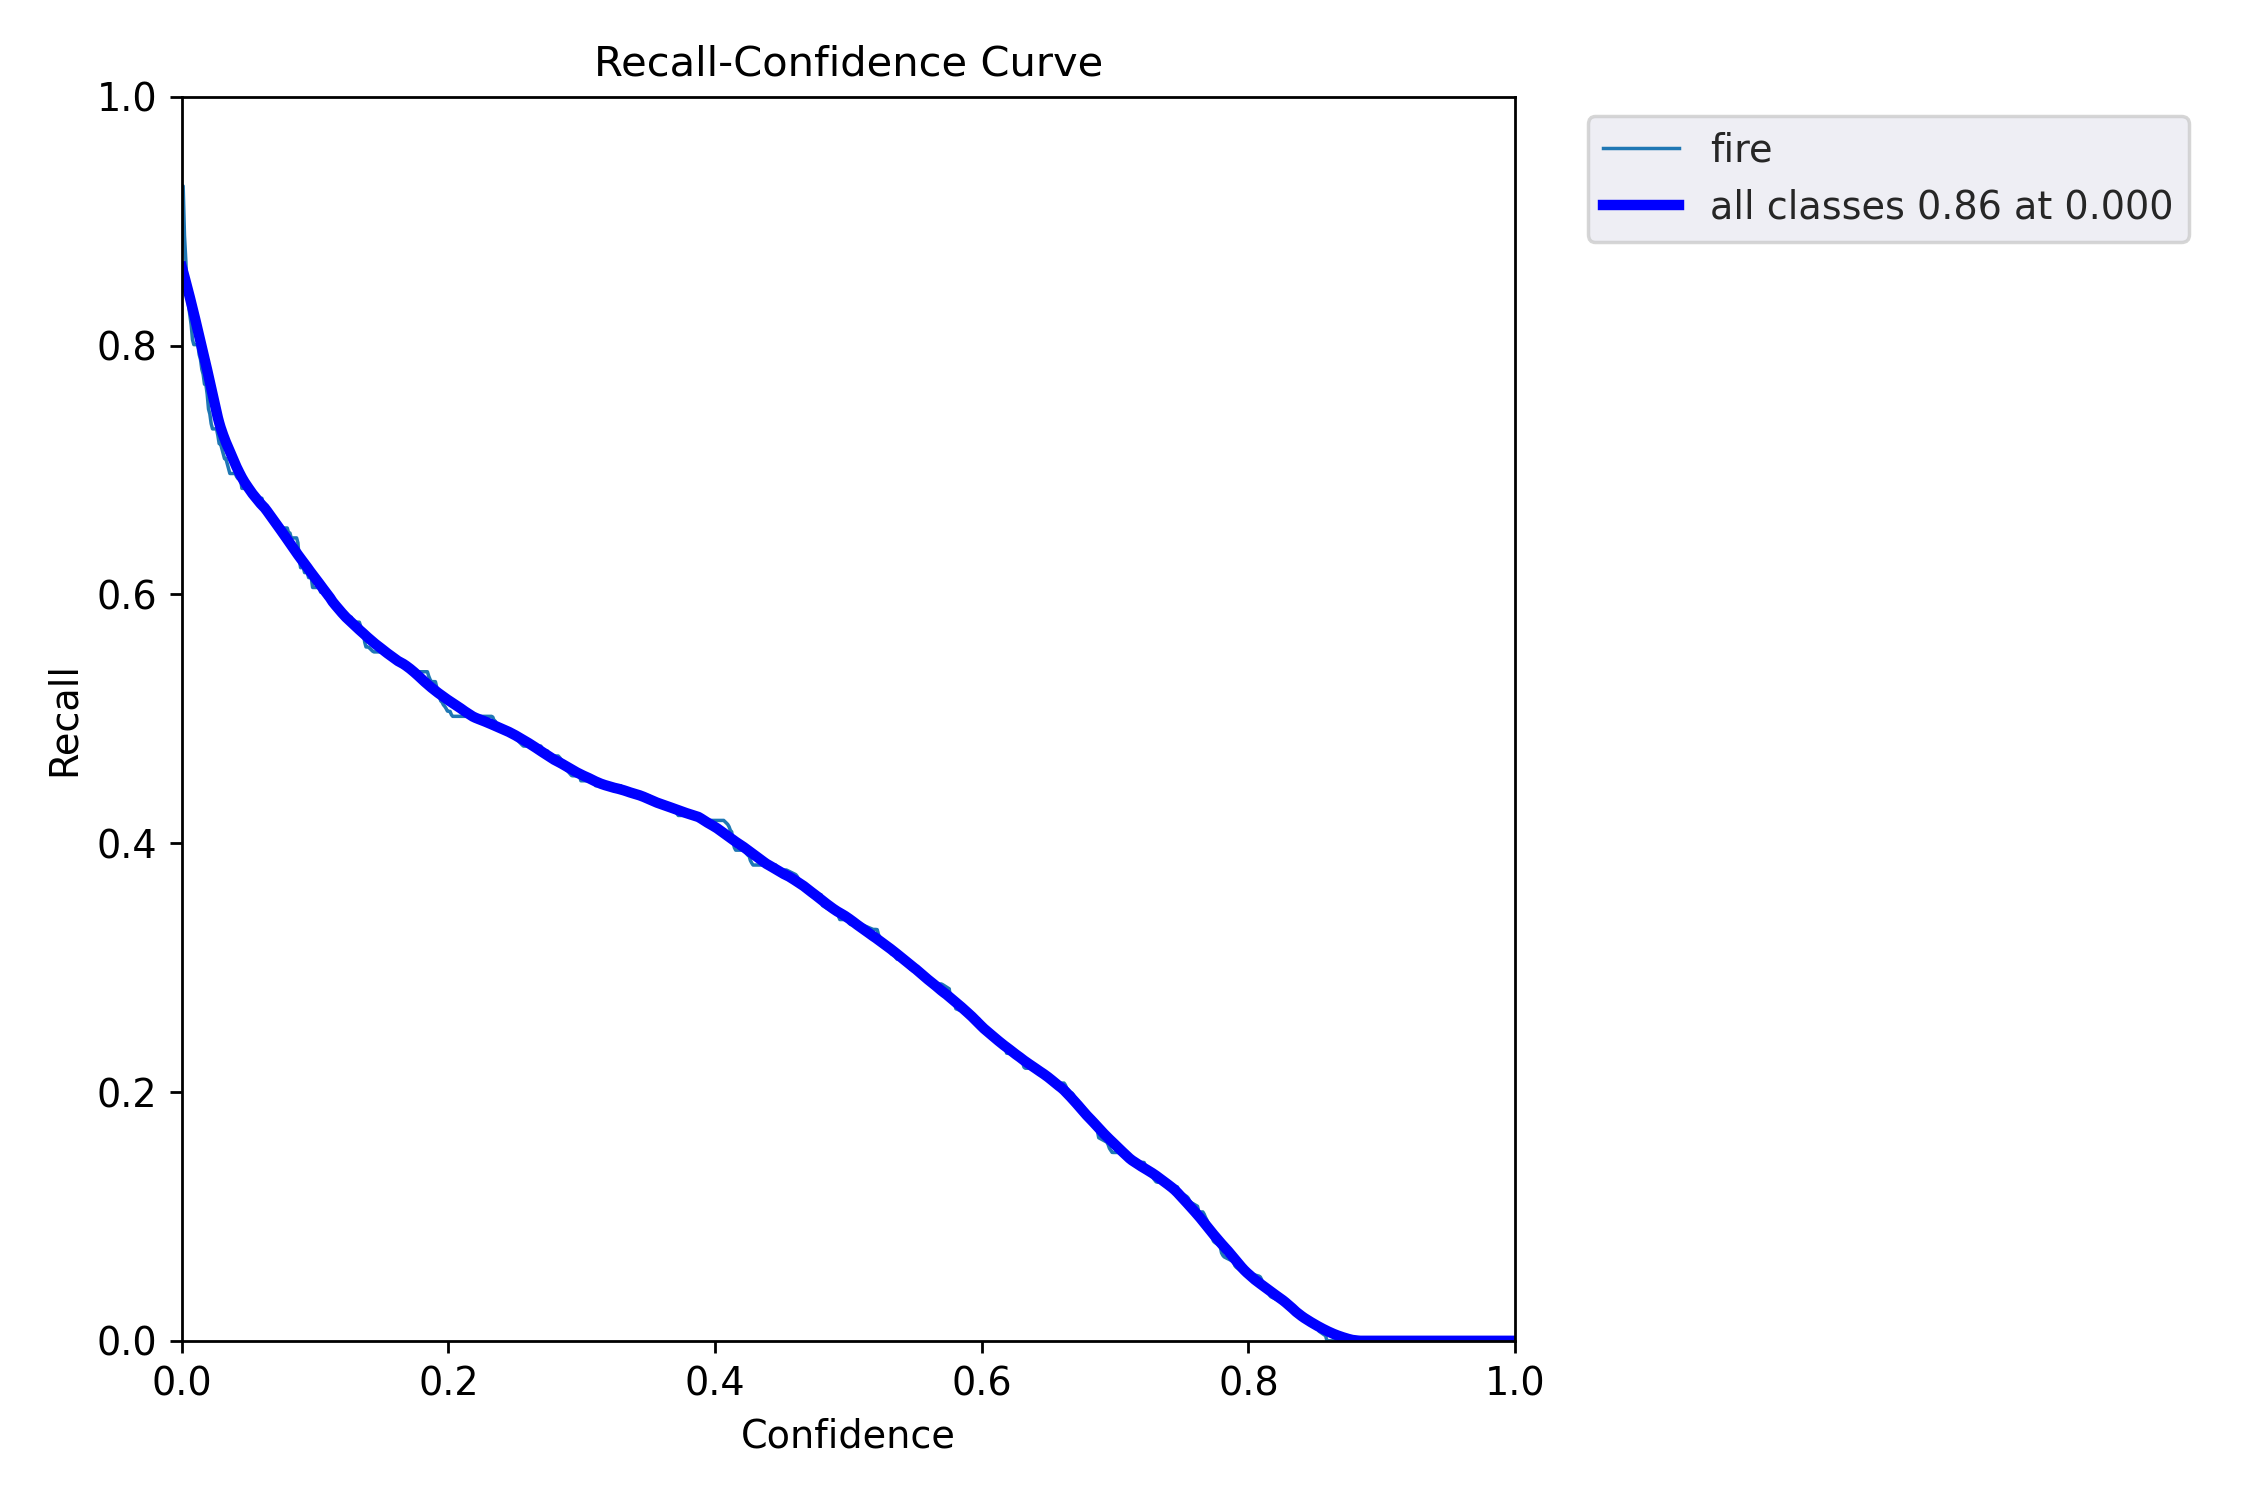 Recall-Confidence Curve
1.0
0.8
0.6
0.4
0.2
0.0
Recall
0.0 0.2 0.4 0.6 0.8 1.0
Confidence
fire
all classes 0.86 at 0.000